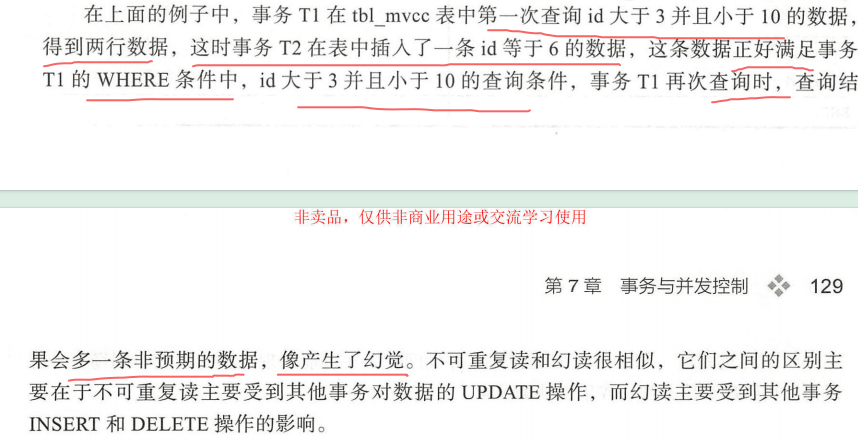 在上面的例子中，事务 T1 在 tbl_mvcc 表中第一次查询 id 大于 3 并且小于 10 的数据，
得到两行数据，这时事务 T2 在表中插入了一条 id 等于 6 的数据，这条数据正好满足事务
T1 的 WHERE 条件中，id 大于 3 并且小于 10 的查询条件，事务 T1 再次查询时，查询结
非卖品，仅供非商业用途或交流学习使用
第 7 章 事务与并发控制 129
果会多一条非预期的数据，像产生了幻觉。不可重复读和幻读很相似，它们之间的区别主
要在于不可重复读主要受到其他事务对数据的 UPDATE 操作，而幻读主要受到其他事务
INSERT 和 DELETE 操作的影响。